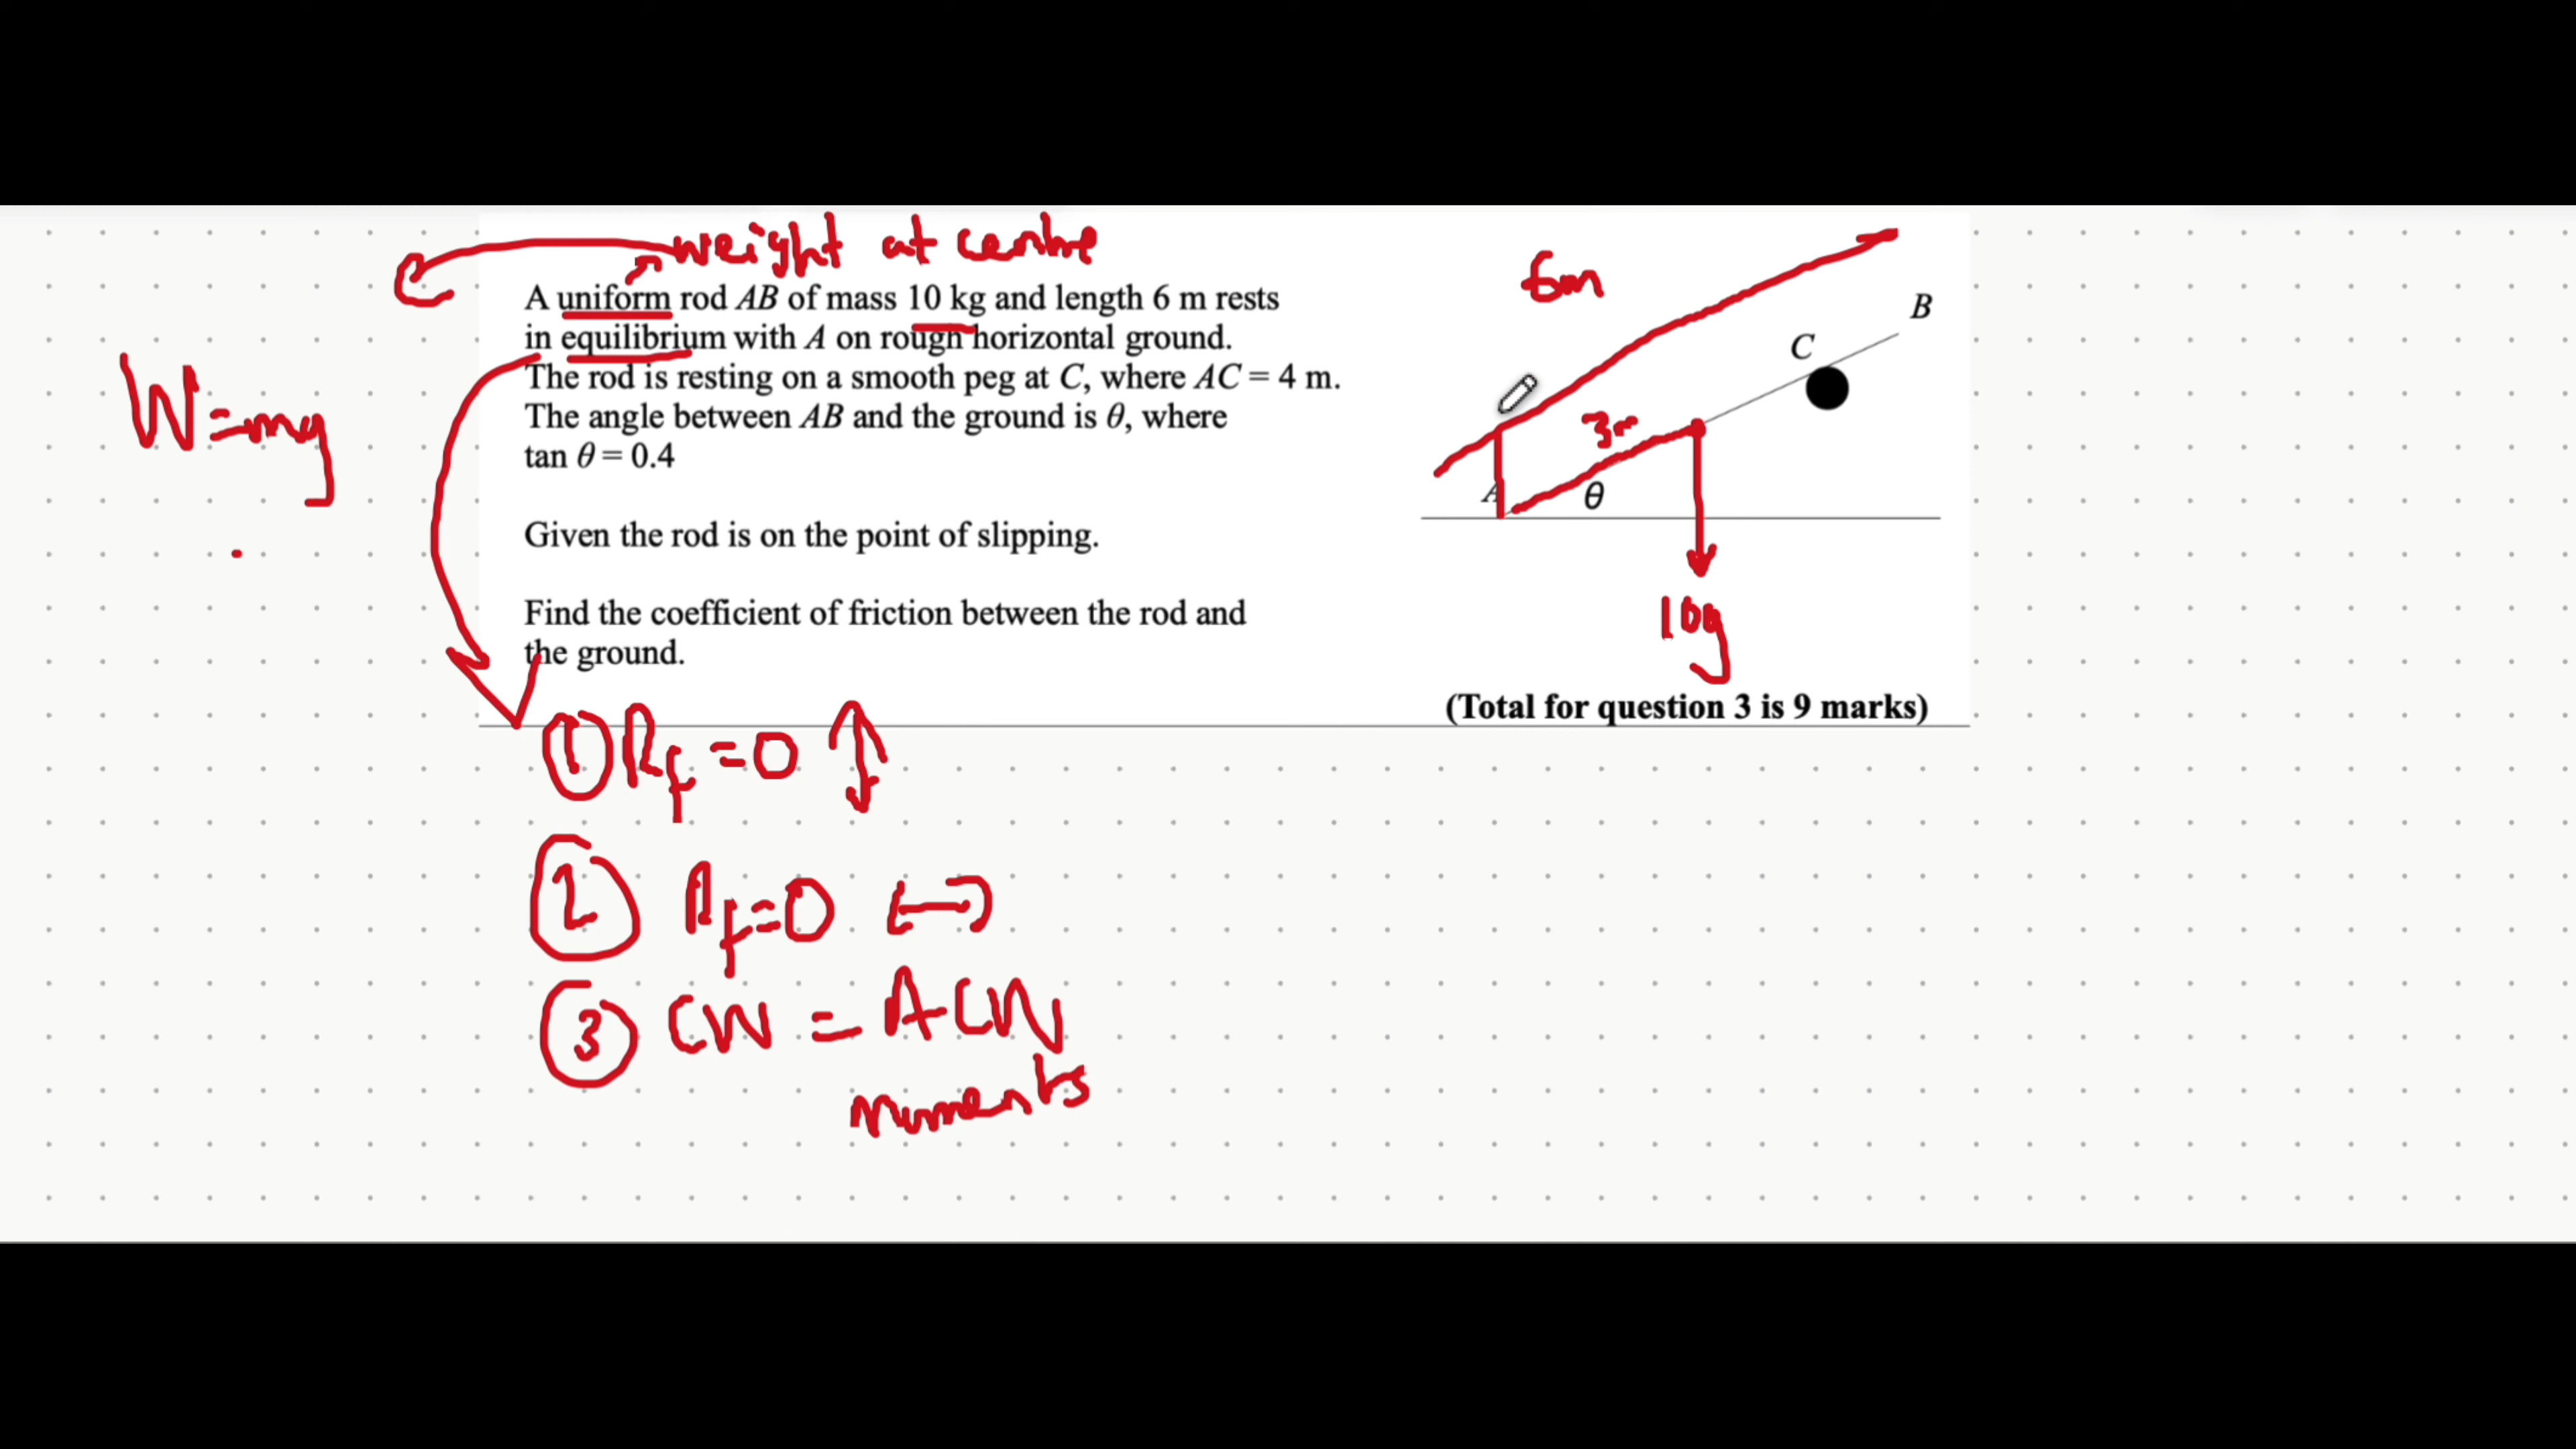 weight at centre
A uniform rod AB of mass 10 kg and length 6 m rests
in equilibrium with A on rough horizontal ground.
The rod is resting on a smooth peg at C, where AC = 4 m.
The angle between AB and the ground is θ, where
tan θ = 0.4
Given the rod is on the point of slipping.
Find the coefficient of friction between the rod and
the ground.
W=mg
6m
B
C
3m
A
θ
10g
(Total for question 3 is 9 marks)
① Rf =0 ↕
② Rf=0 ↔
③ CW = ACW
moments